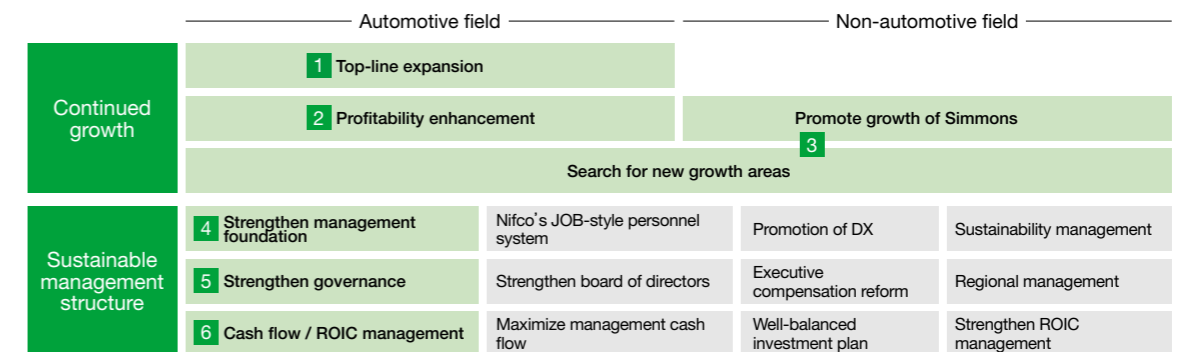 Automotive field
Non-automotive field
Continued
growth
1 Top-line expansion
2 Profitability enhancement
Promote growth of Simmons
3
Search for new growth areas
Sustainable
management
structure
4 Strengthen management
foundation
Nifco’s JOB-style personnel
system
Promotion of DX
Sustainability management
5 Strengthen governance
Strengthen board of directors
Executive
compensation reform
Regional management
6 Cash flow / ROIC management
Maximize management cash
flow
Well-balanced
investment plan
Strengthen ROIC
management